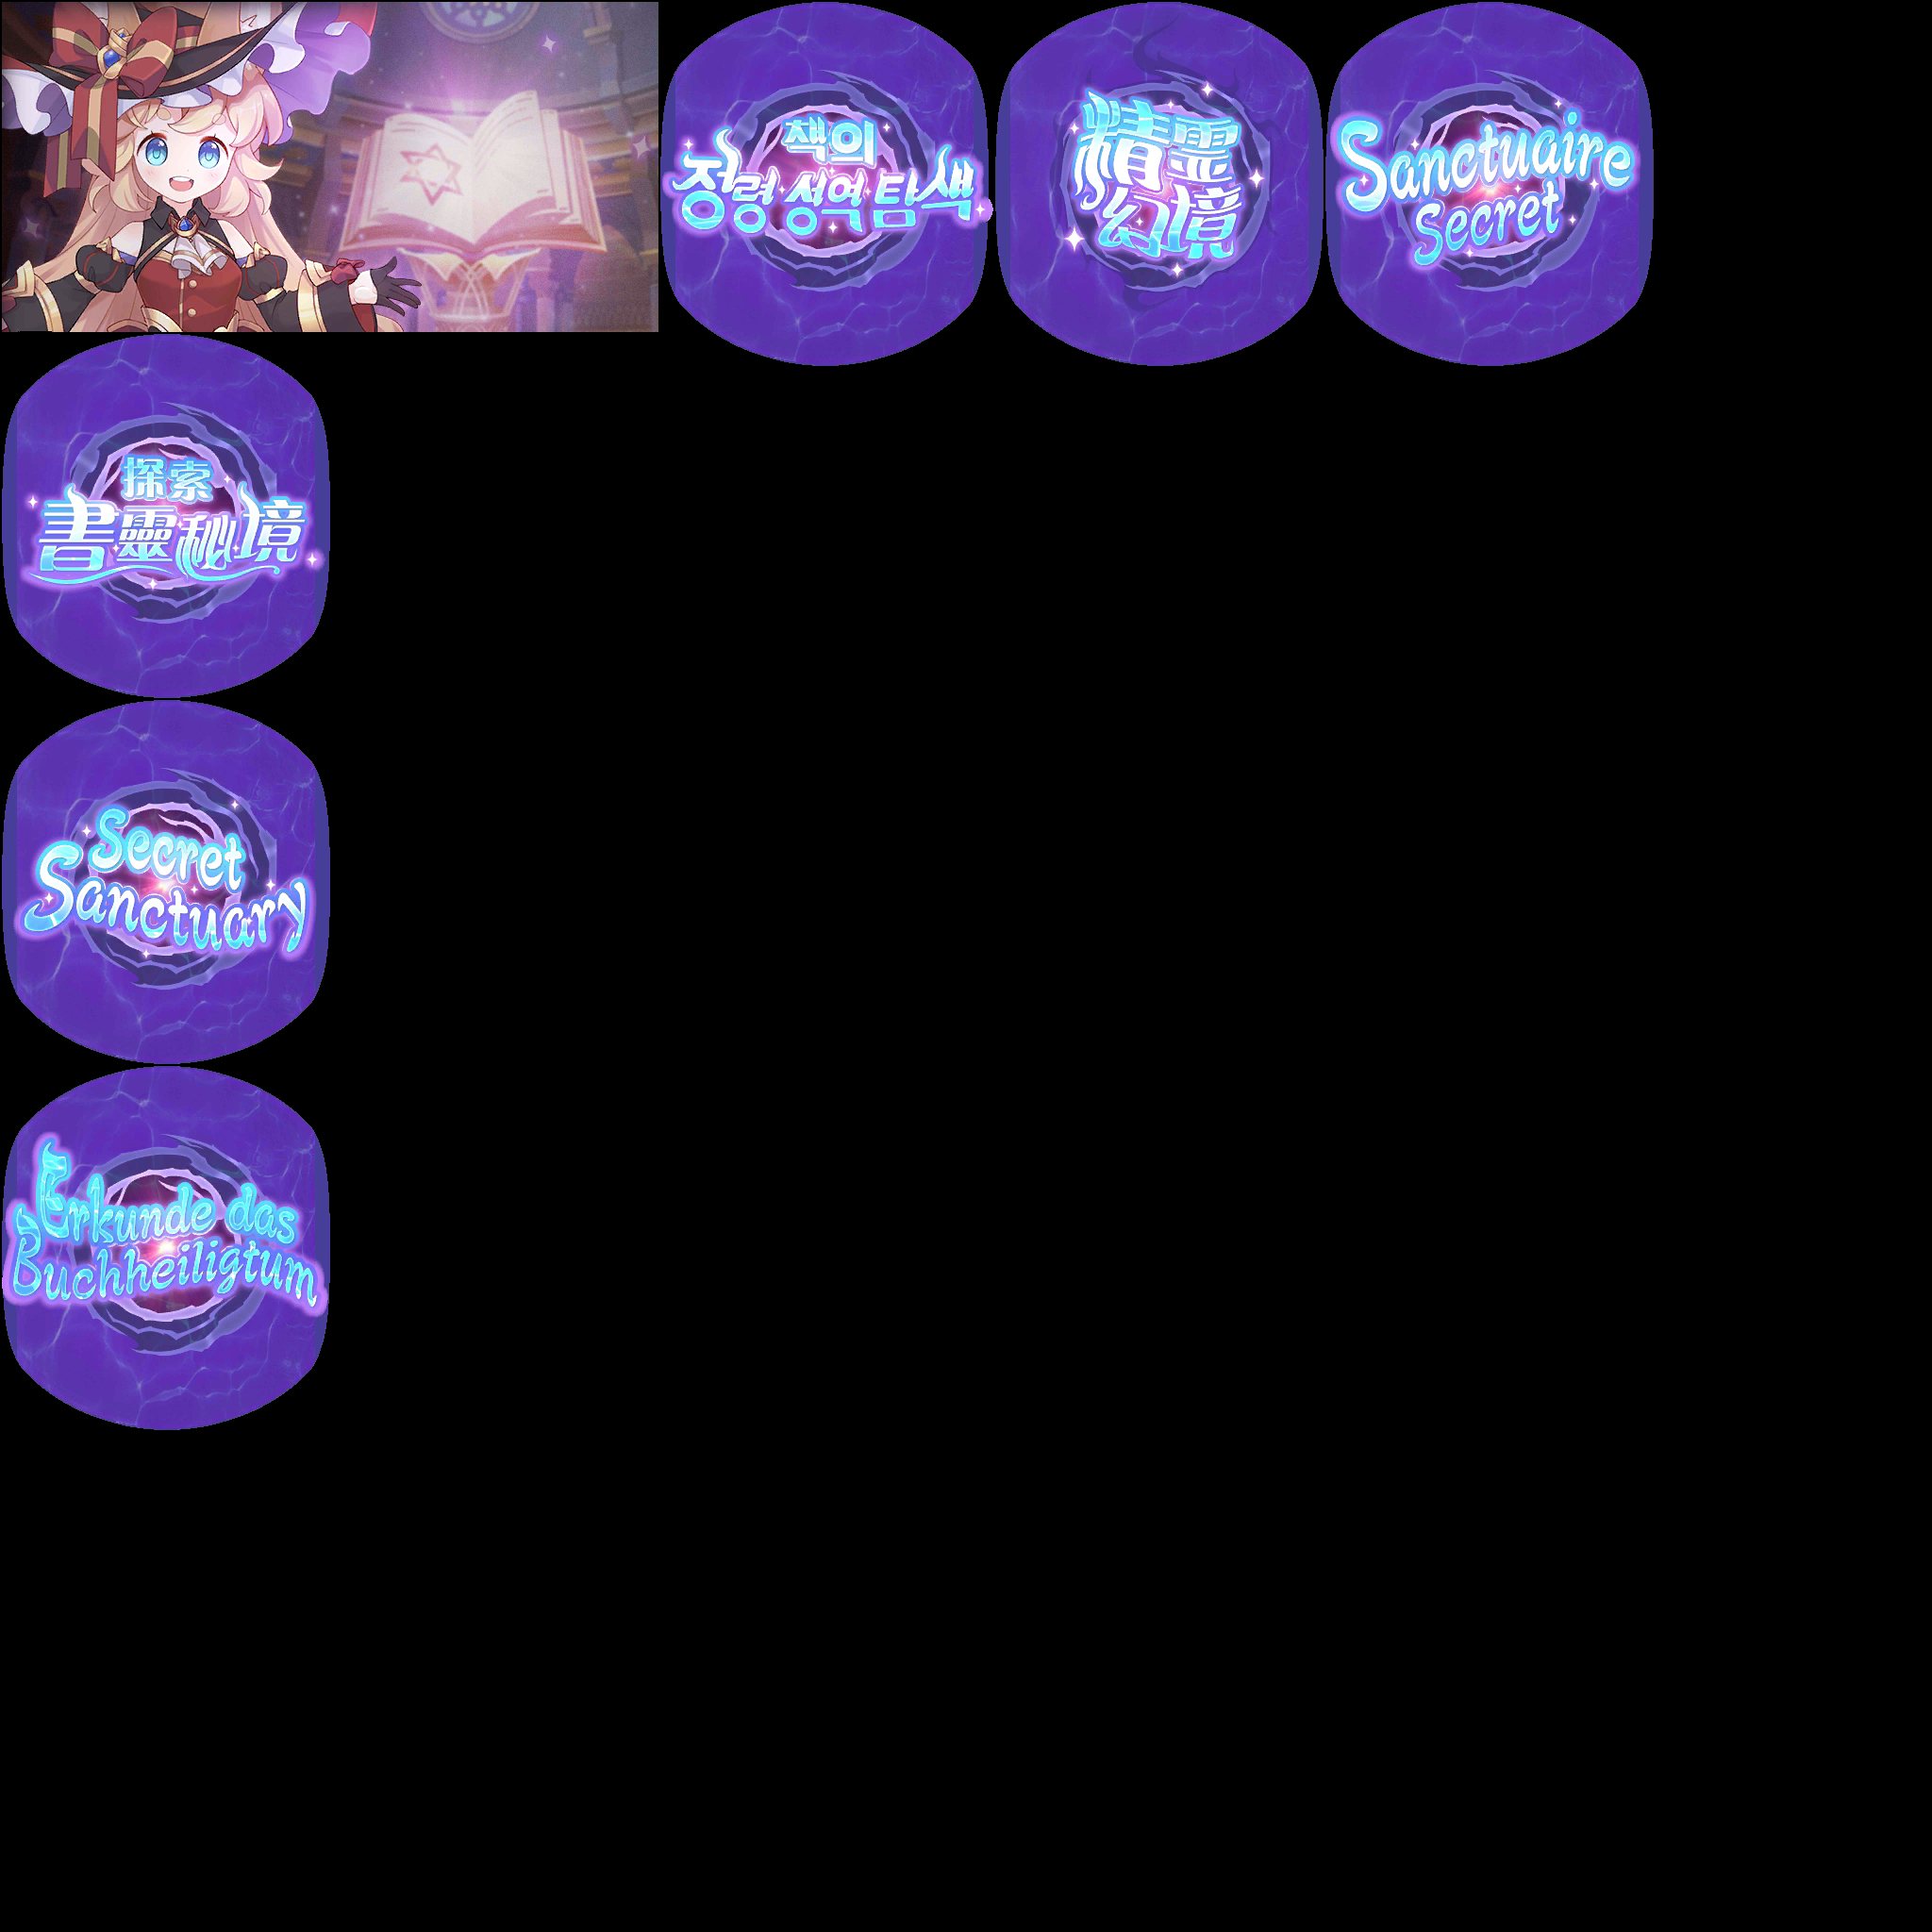 책의
정령 성역 탐색
精霊
幻境
Sanctuaire
Secret
探索
書靈秘境
Secret
Sanctuary
Erkunde das
Buchheiligtum